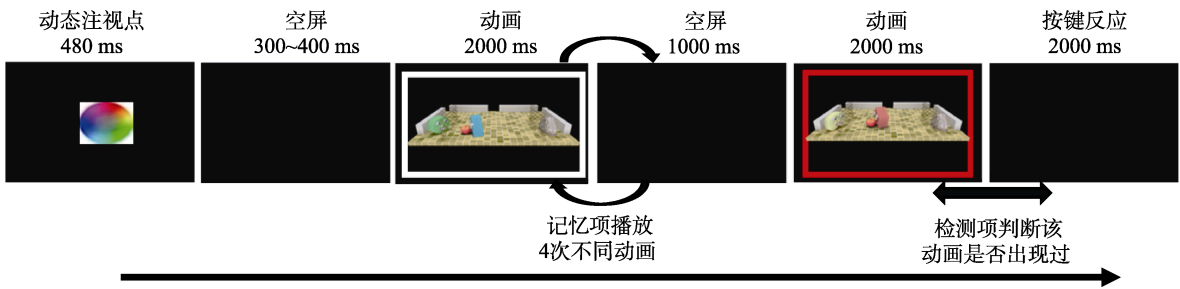 动态注视点
480 ms
空屏
300~400 ms
动画
2000 ms
空屏
1000 ms
动画
2000 ms
按键反应
2000 ms
记忆项播放
4次不同动画
检测项判断该
动画是否出现过